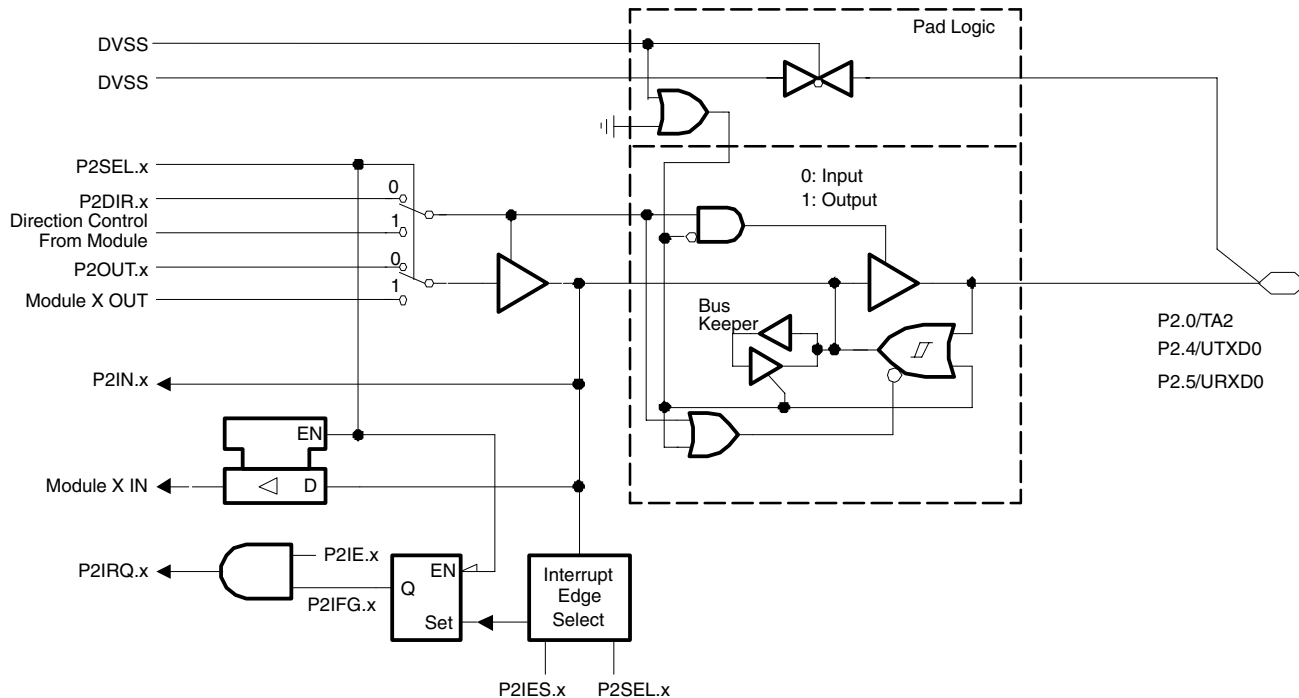 Pad Logic
DVSS
DVSS
P2SEL.x
0
P2DIR.x
Direction Control
From Module
1
0
P2OUT.x
1
Module X OUT
0: Input
1: Output
Bus
Keeper
P2.0/TA2
P2.4/UTXD0
P2.5/URXD0
P2IN.x
EN
Module X IN
D
P2IE.x
P2IRQ.x
P2IFG.x
EN
Q
Set
Interrupt
Edge
Select
P2IES.x
P2SEL.x